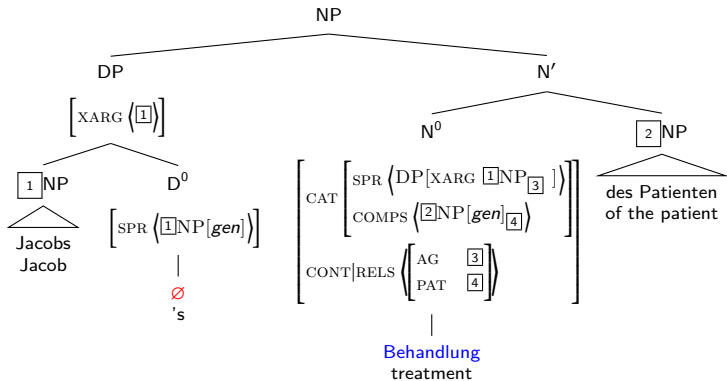 NP
DP N′
[XARG ⟨[1]⟩] N⁰ [2]NP
[1]NP D⁰ [CAT [SPR ⟨DP[XARG [1]NP[3] ]⟩ des Patienten
COMPS ⟨[2]NP[gen][4]⟩] of the patient
Jacobs [SPR ⟨[1]NP[gen]⟩]
Jacob CONT|RELS ⟨[AG [3]
∅ PAT [4]]⟩]
's
Behandlung
treatment